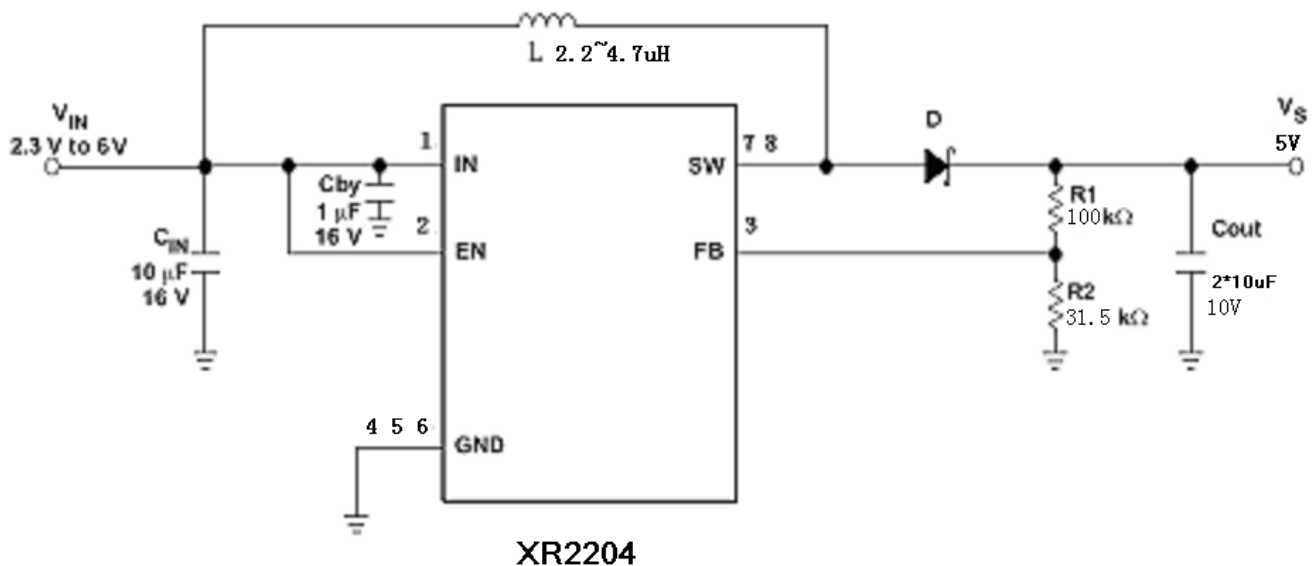 L 2.2~4.7uH
VIN
2.3 V to 6V
1
IN
Cby
1 μF
16 V
2
EN
CIN
10 μF
16 V
4 5 6
GND
SW
7 8
FB
3
D
VS
5V
R1
100kΩ
R2
31.5 kΩ
Cout
2*10uF
10V
XR2204